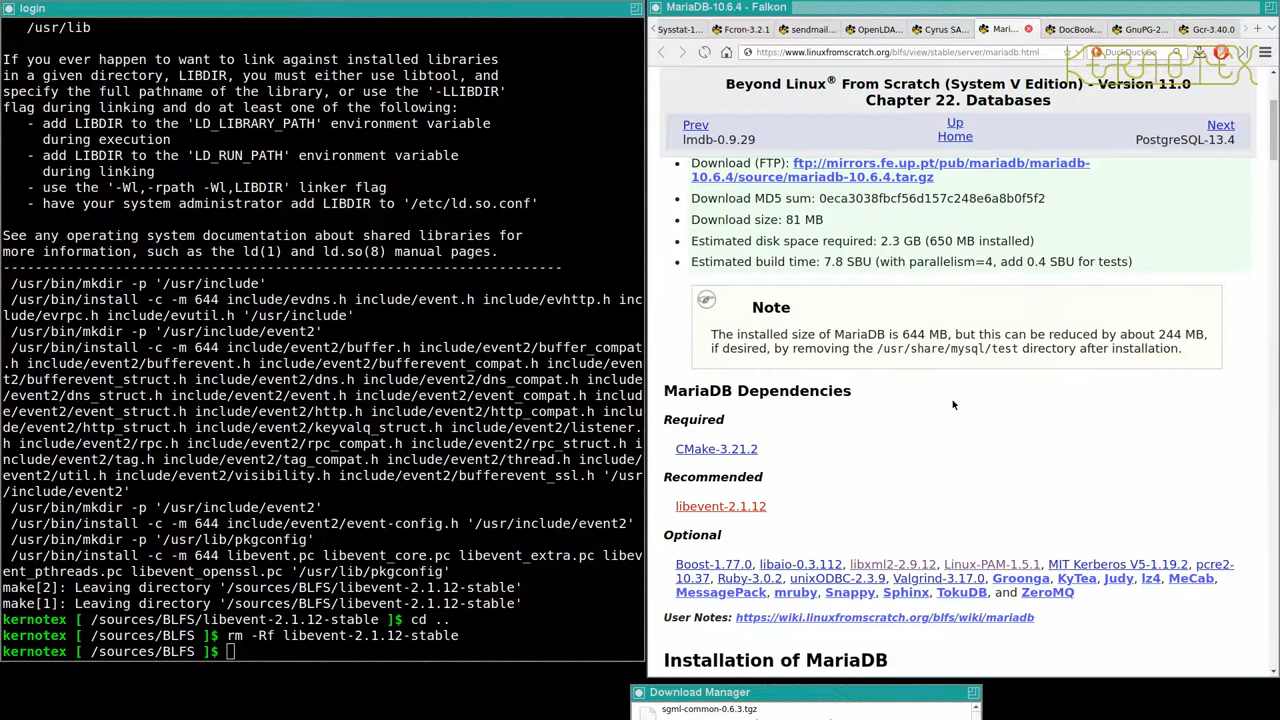 login
/usr/lib
If you ever happen to want to link against installed libraries
in a given directory, LIBDIR, you must either use libtool, and
specify the full pathname of the library, or use the '-LLIBDIR'
flag during linking and do at least one of the following:
- add LIBDIR to the 'LD_LIBRARY_PATH' environment variable
during execution
- add LIBDIR to the 'LD_RUN_PATH' environment variable
during linking
- use the '-Wl,-rpath -Wl,LIBDIR' linker flag
- have your system administrator add LIBDIR to '/etc/ld.so.conf'
See any operating system documentation about shared libraries for
more information, such as the ld(1) and ld.so(8) manual pages.
----------------------------------------------------------------------
/usr/bin/mkdir -p '/usr/include'
/usr/bin/install -c -m 644 include/evdns.h include/event.h include/evhttp.h inc
lude/evrpc.h include/evutil.h '/usr/include'
/usr/bin/mkdir -p '/usr/include/event2'
/usr/bin/install -c -m 644 include/event2/buffer.h include/event2/buffer_compat
.h include/event2/bufferevent.h include/event2/bufferevent_compat.h include/even
t2/bufferevent_struct.h include/event2/dns.h include/event2/dns_compat.h include
/event2/dns_struct.h include/event2/event.h include/event2/event_compat.h includ
e/event2/event_struct.h include/event2/http.h include/event2/http_compat.h inclu
de/event2/http_struct.h include/event2/keyvalq_struct.h include/event2/listener.
h include/event2/rpc.h include/event2/rpc_compat.h include/event2/rpc_struct.h i
nclude/event2/tag.h include/event2/tag_compat.h include/event2/thread.h include/
event2/util.h include/event2/visibility.h include/event2/bufferevent_ssl.h '/usr
/include/event2'
/usr/bin/mkdir -p '/usr/include/event2'
/usr/bin/install -c -m 644 include/event2/event-config.h '/usr/include/event2'
/usr/bin/mkdir -p '/usr/lib/pkgconfig'
/usr/bin/install -c -m 644 libevent.pc libevent_core.pc libevent_extra.pc libev
ent_pthreads.pc libevent_openssl.pc '/usr/lib/pkgconfig'
make[2]: Leaving directory '/sources/BLFS/libevent-2.1.12-stable'
make[1]: Leaving directory '/sources/BLFS/libevent-2.1.12-stable'
kernotex [ /sources/BLFS/libevent-2.1.12-stable ]$ cd ..
kernotex [ /sources/BLFS ]$ rm -Rf libevent-2.1.12-stable
kernotex [ /sources/BLFS ]$
MariaDB-10.6.4 - Falkon
Sysstat-1... Fcron-3.2.1 sendmail... OpenLDA... Cyrus SA... Mari... DocBook... GnuPG-2... Gcr-3.40.0
https://www.linuxfromscratch.org/blfs/view/stable/server/mariadb.html DuckDuckGo
KERNOTEX
Beyond Linux® From Scratch (System V Edition) - Version 11.0
Chapter 22. Databases
Prev Up Next
lmdb-0.9.29 Home PostgreSQL-13.4
• Download (FTP): ftp://mirrors.fe.up.pt/pub/mariadb/mariadb-
10.6.4/source/mariadb-10.6.4.tar.gz
• Download MD5 sum: 0eca3038fbcf56d157c248e6a8b0f5f2
• Download size: 81 MB
• Estimated disk space required: 2.3 GB (650 MB installed)
• Estimated build time: 7.8 SBU (with parallelism=4, add 0.4 SBU for tests)
Note
The installed size of MariaDB is 644 MB, but this can be reduced by about 244 MB,
if desired, by removing the /usr/share/mysql/test directory after installation.
MariaDB Dependencies
Required
CMake-3.21.2
Recommended
libevent-2.1.12
Optional
Boost-1.77.0, libaio-0.3.112, libxml2-2.9.12, Linux-PAM-1.5.1, MIT Kerberos V5-1.19.2, pcre2-
10.37, Ruby-3.0.2, unixODBC-2.3.9, Valgrind-3.17.0, Groonga, KyTea, Judy, lz4, MeCab,
MessagePack, mruby, Snappy, Sphinx, TokuDB, and ZeroMQ
User Notes: https://wiki.linuxfromscratch.org/blfs/wiki/mariadb
Installation of MariaDB
Download Manager
sgml-common-0.6.3.tgz